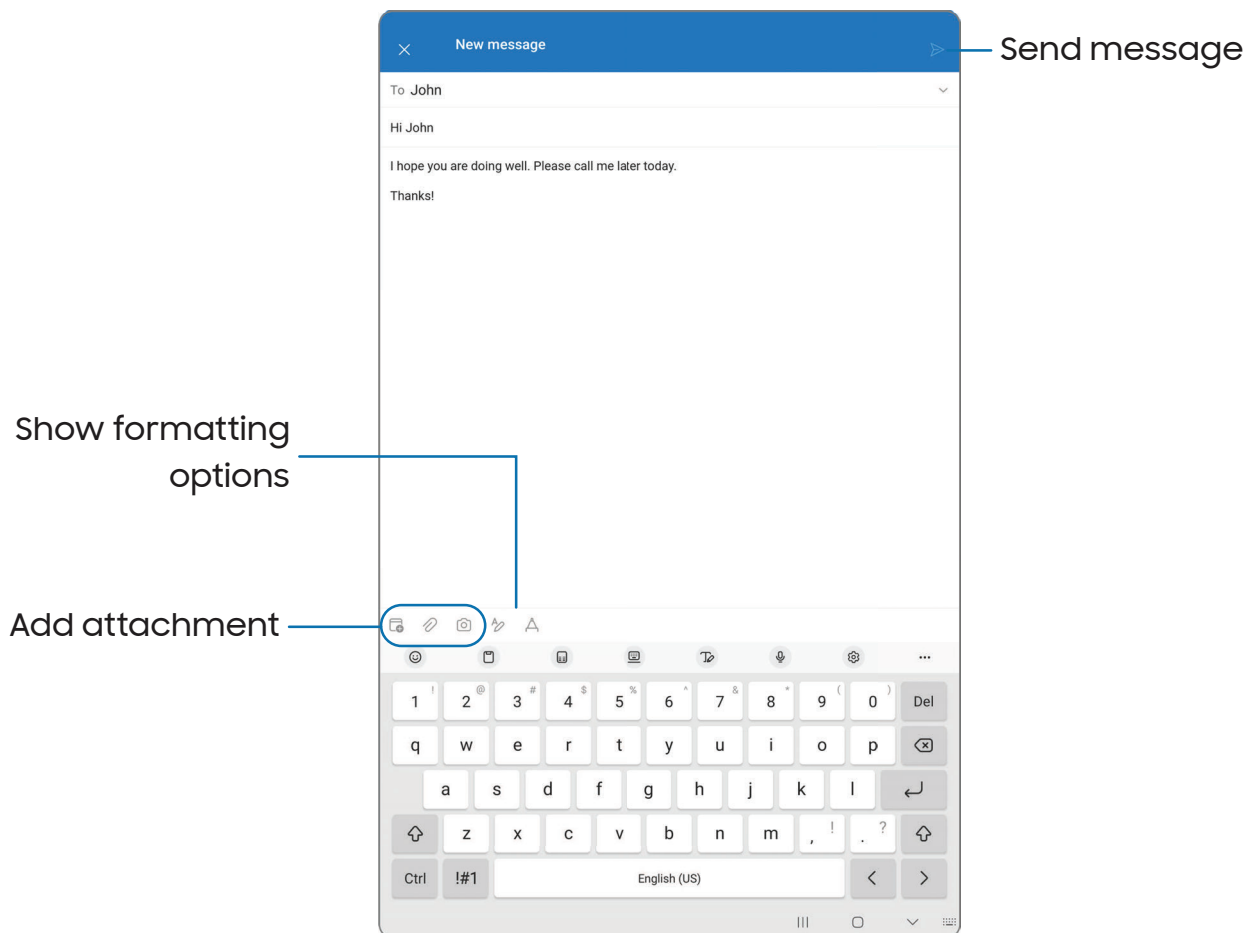 New message
Send message
To John
Hi John
I hope you are doing well. Please call me later today.
Thanks!
Show formatting
options
Add attachment
1 ! 2 @ 3 # 4 $ 5 % 6 ^ 7 & 8 * 9 ( 0 ) Del
q w e r t y u i o p
a s d f g h j k l
z x c v b n m , ! . ?
Ctrl !#1 English (US) < >